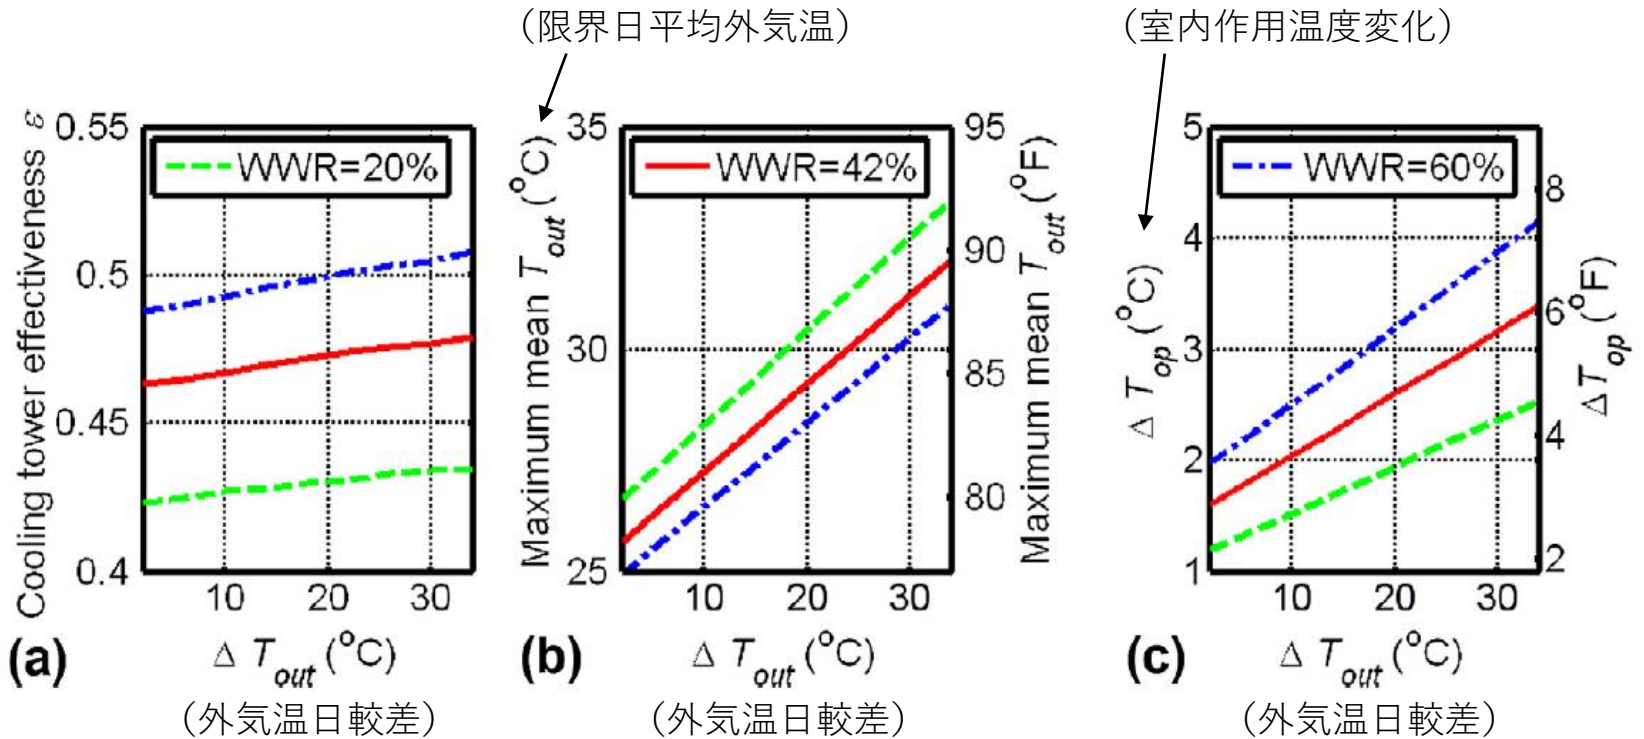 （限界日平均外気温）
（室内作用温度変化）
Cooling tower effectiveness ε
0.55
0.5
0.45
0.4
WWR=20%
10 20 30
(a)
Δ T_out (°C)
（外気温日較差）
Maximum mean T_out (°C)
35
30
25
WWR=42%
95
90
85
80
Maximum mean T_out (°F)
10 20 30
(b)
Δ T_out (°C)
（外気温日較差）
Δ T_op (°C)
5
4
3
2
1
WWR=60%
8
6
4
2
Δ T_op (°F)
10 20 30
(c)
Δ T_out (°C)
（外気温日較差）